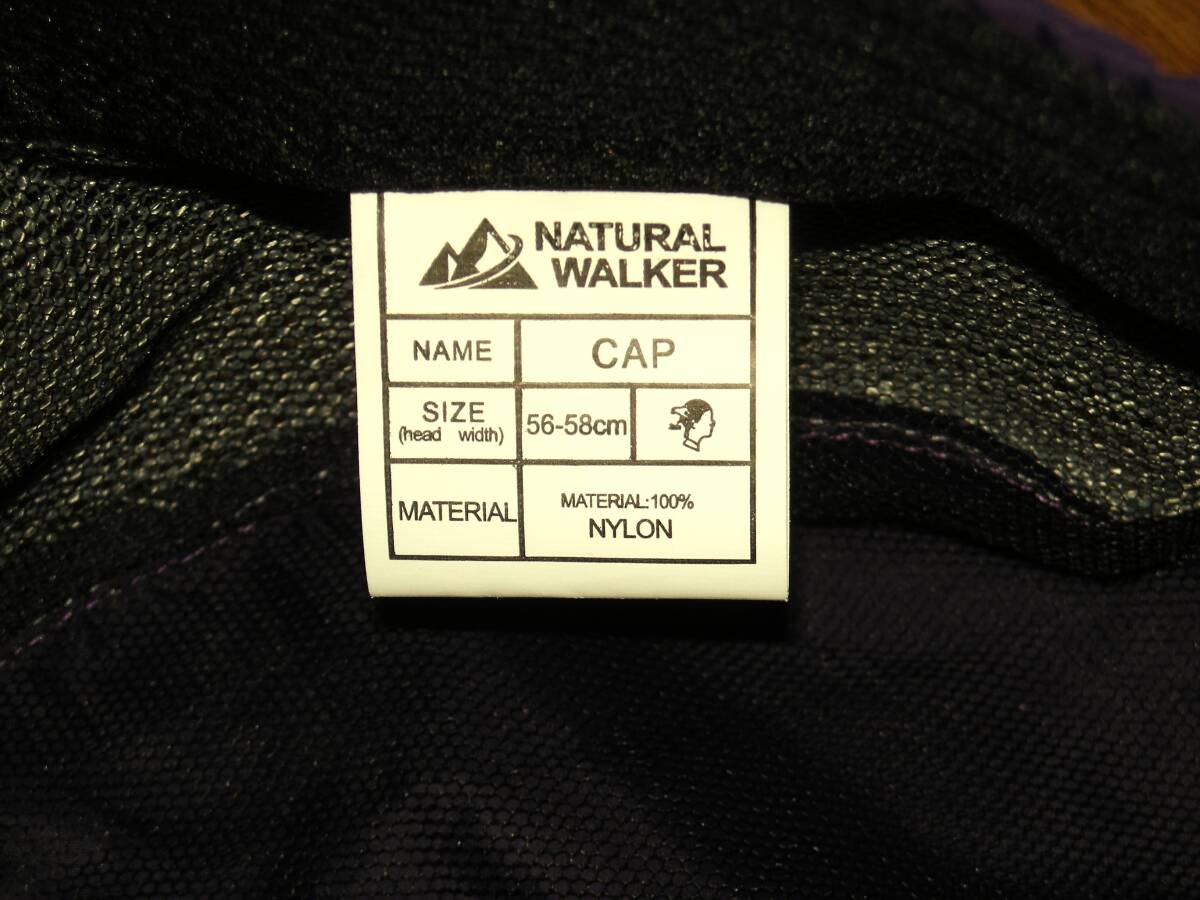 NATURAL
WALKER
NAME
CAP
SIZE
(head width)
56-58cm
MATERIAL
MATERIAL:100%
NYLON